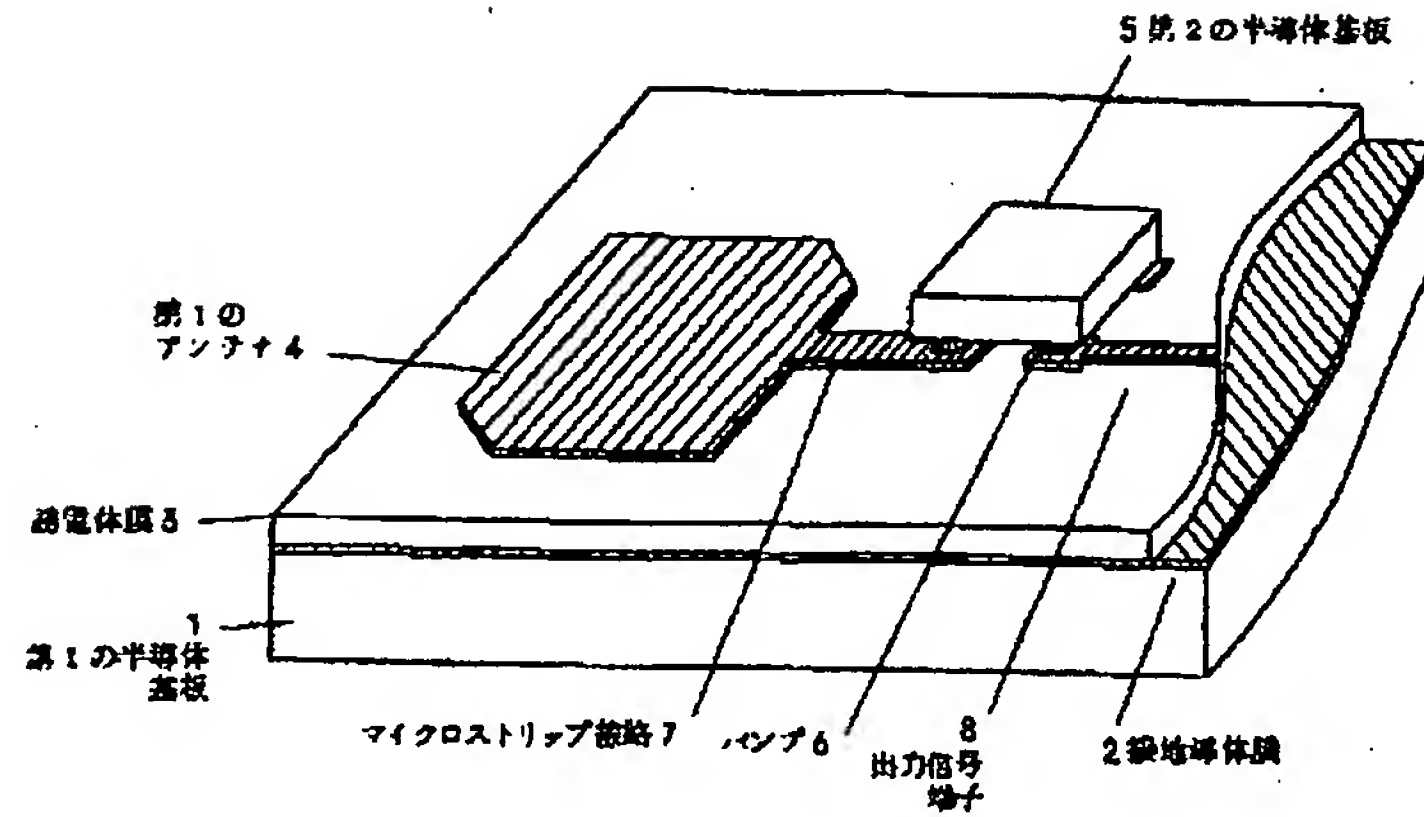 5 第2の半導体基板
第1の
アンテナ4
誘電体膜3
1
第1の半導体
基板
マイクロストリップ線路7
バンプ6
8
出力信号
端子
2接地導体膜